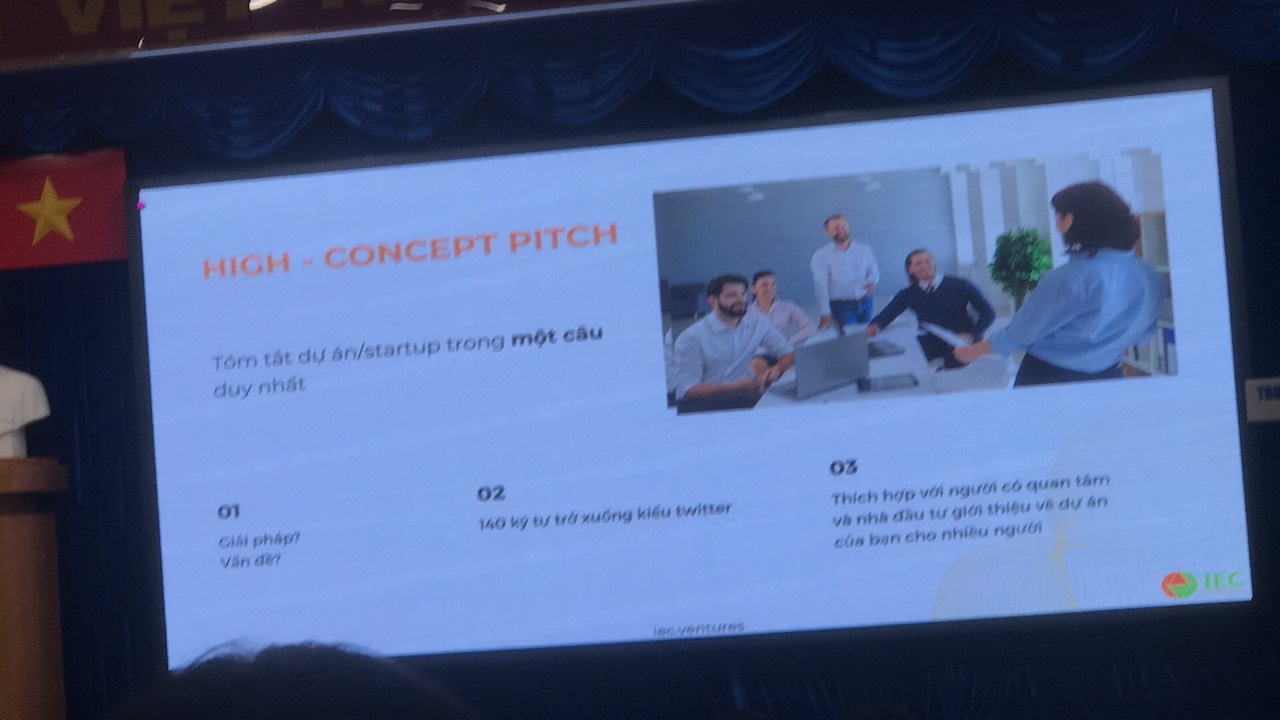 VIỆT N
HIGH - CONCEPT PITCH
Tóm tắt dự án/startup trong một câu
duy nhất
01
Giải pháp?
Vấn đề?
02
140 ký tự trở xuống kiểu twitter
03
Thích hợp với người có quan tâm
và nhà đầu tư giới thiệu về dự án
của bạn cho nhiều người
IEC
iec.ventures